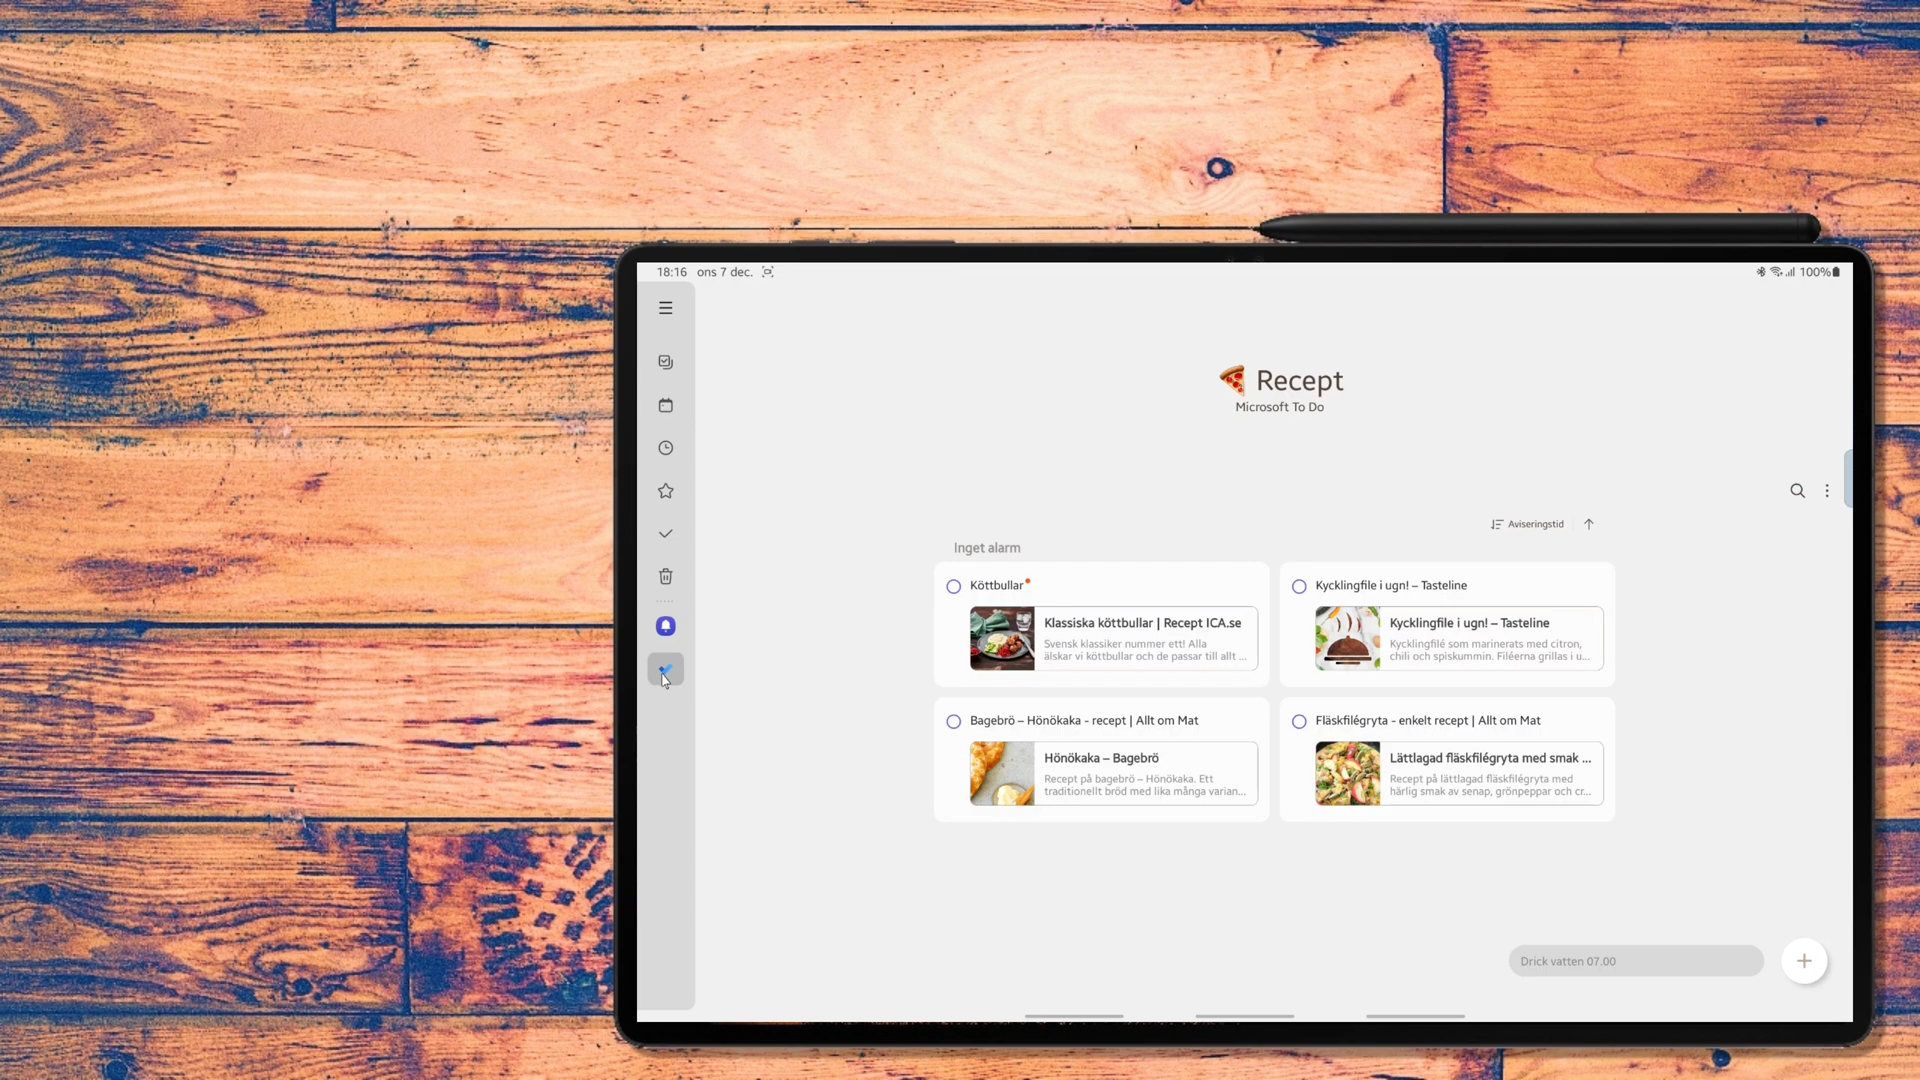 18:16 ons 7 dec. 100%
Recept
Microsoft To Do
Aviseringstid
Inget alarm
Köttbullar
Klassiska köttbullar | Recept ICA.se
Svensk klassiker nummer ett! Alla
älskar vi köttbullar och de passar till allt ...
Kycklingfile i ugn! – Tasteline
Kycklingfile i ugn! – Tasteline
Kycklingfilé som marinerats med citron,
chili och spiskummin. Filéerna grillas i u...
Bagebrö – Hönökaka - recept | Allt om Mat
Hönökaka – Bagebrö
Recept på bagebrö – Hönökaka. Ett
traditionellt bröd med lika många varian...
Fläskfilégryta - enkelt recept | Allt om Mat
Lättlagad fläskfilégryta med smak ...
Recept på lättlagad fläskfilégryta med
härlig smak av senap, grönpeppar och cr...
Drick vatten 07.00